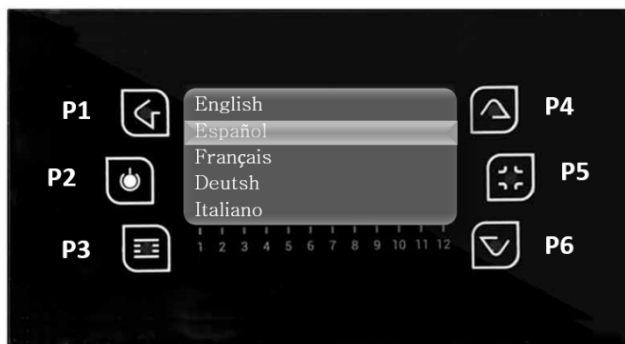 P1
English
P4
Español
Français
P2
P5
Deutsh
Italiano
P3
1 2 3 4 5 6 7 8 9 10 11 12
P6